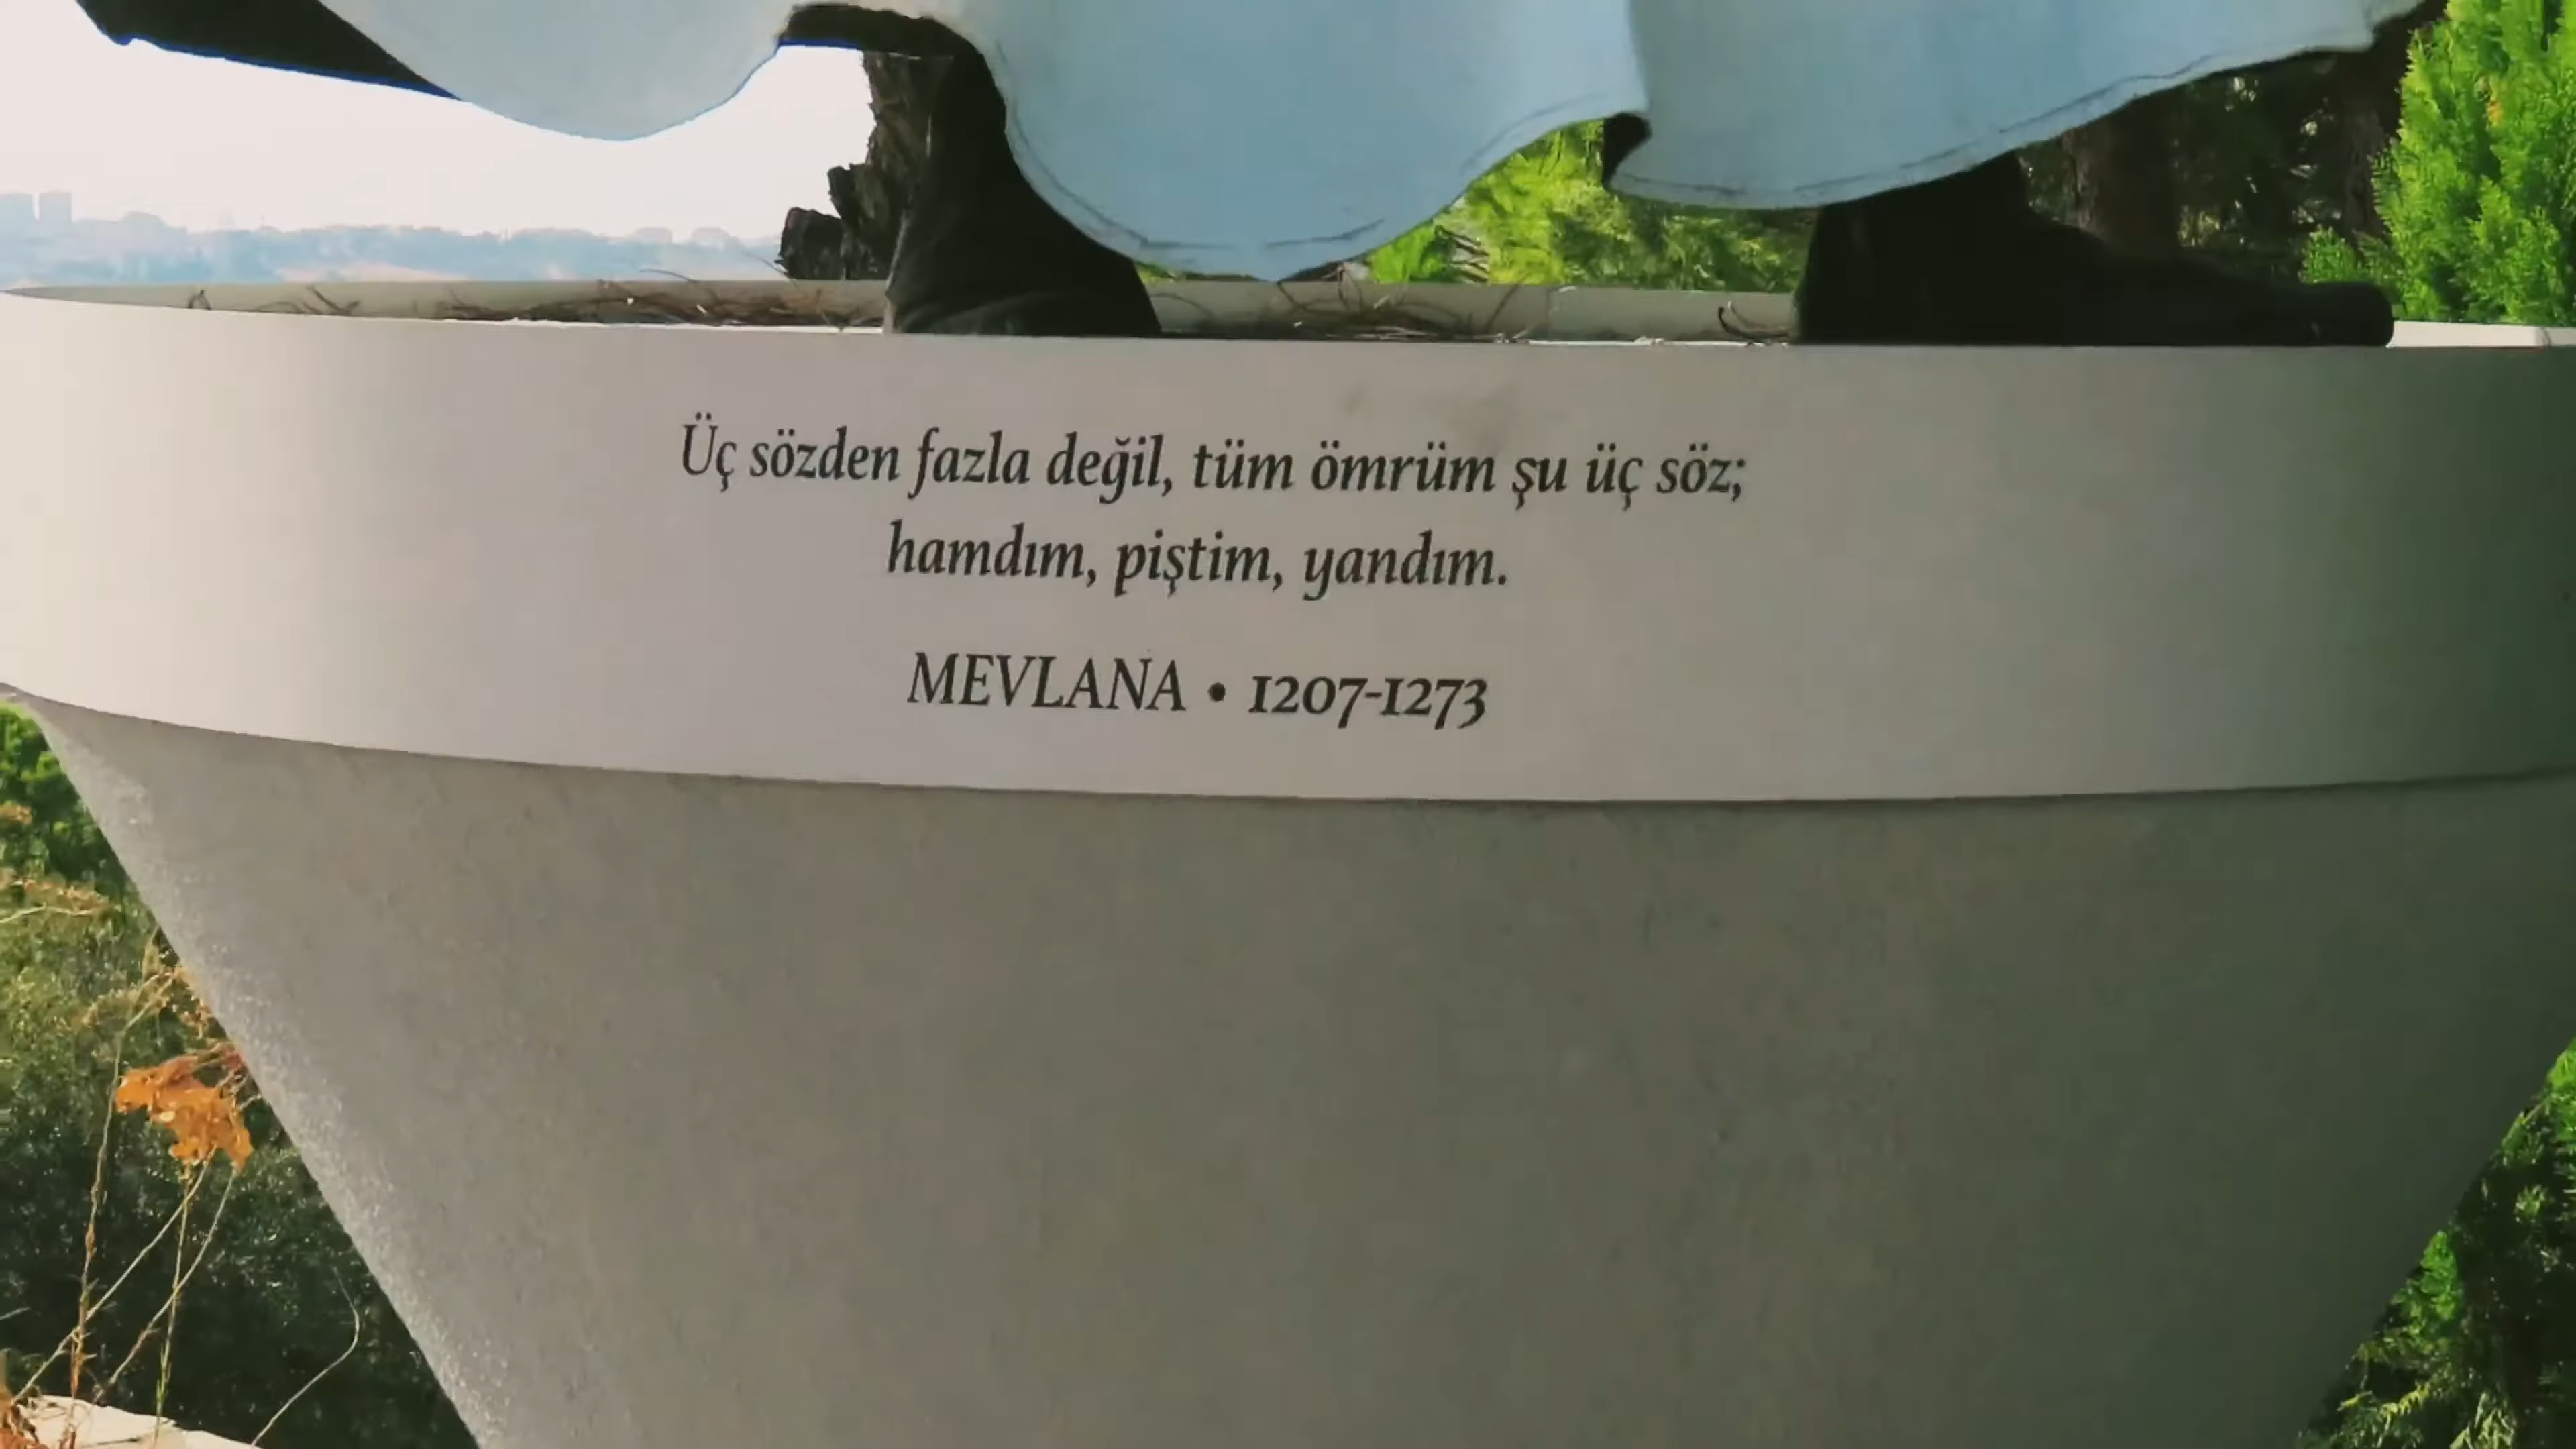 Üç sözden fazla değil, tüm ömrüm şu üç söz;
hamdım, piştim, yandım.
MEVLANA • 1207-1273